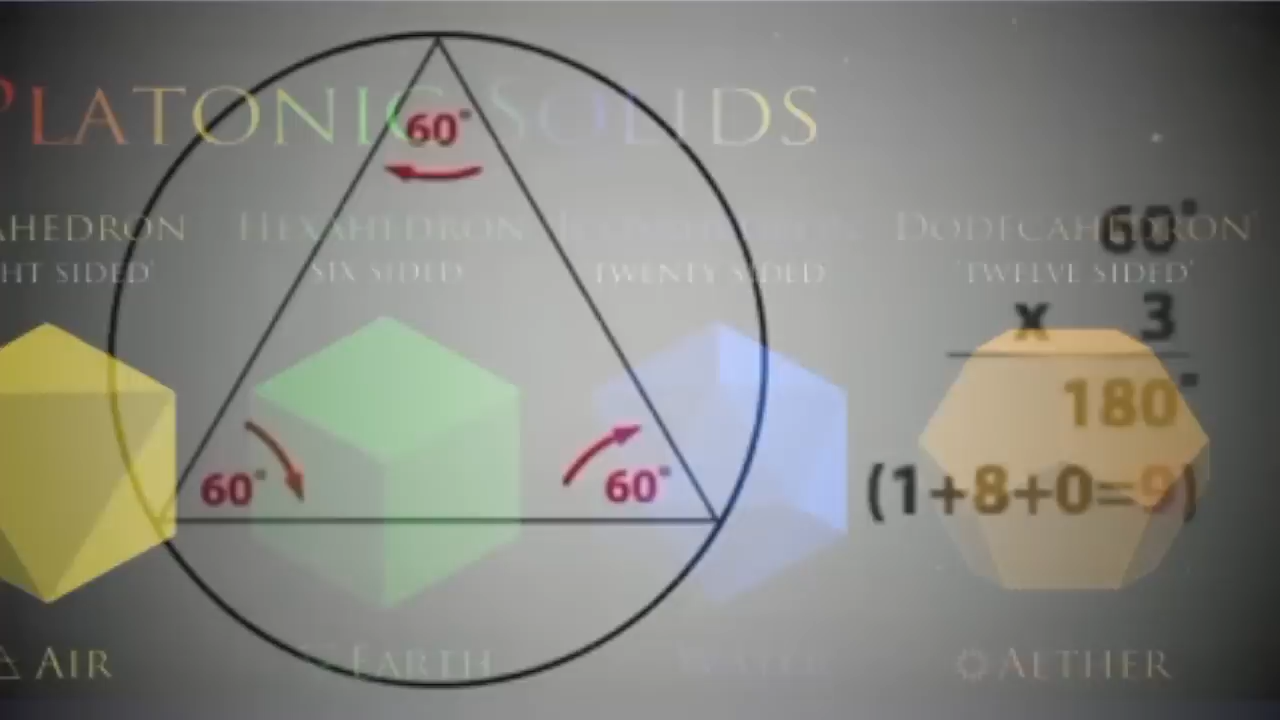 PLATONIC SOLIDS
AHEDRON HEXAHEDRON DODECAHEDRON
HT SIDED' 'SIX SIDED' 'TWENTY SIDED 'TWELVE SIDED'
60°
60°
x 3
180°
(1+8+0=9)
60° 60°
AIR EARTH AETHER